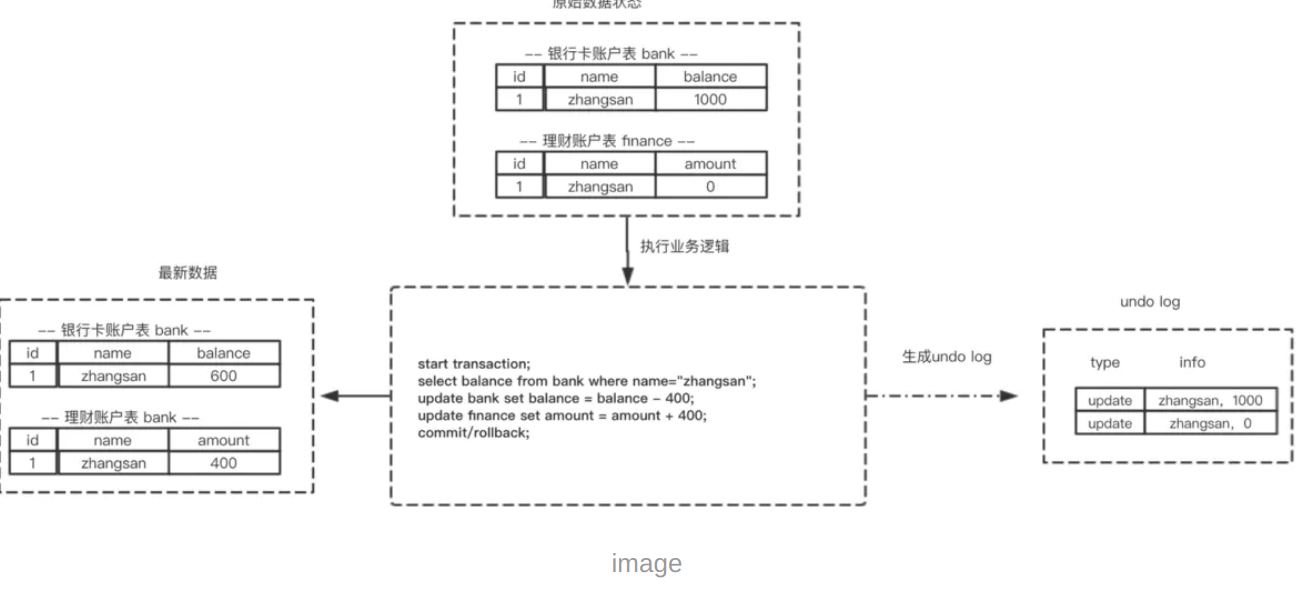 原始数据状态
-- 银行卡账户表 bank --
id name balance
1 zhangsan 1000
-- 理财账户表 finance --
id name amount
1 zhangsan 0
执行业务逻辑
最新数据
-- 银行卡账户表 bank --
id name balance
1 zhangsan 600
-- 理财账户表 bank --
id name amount
1 zhangsan 400
start transaction;
select balance from bank where name="zhangsan";
update bank set balance = balance - 400;
update finance set amount = amount + 400;
commit/rollback;
生成undo log
undo log
type info
update zhangsan, 1000
update zhangsan, 0
image